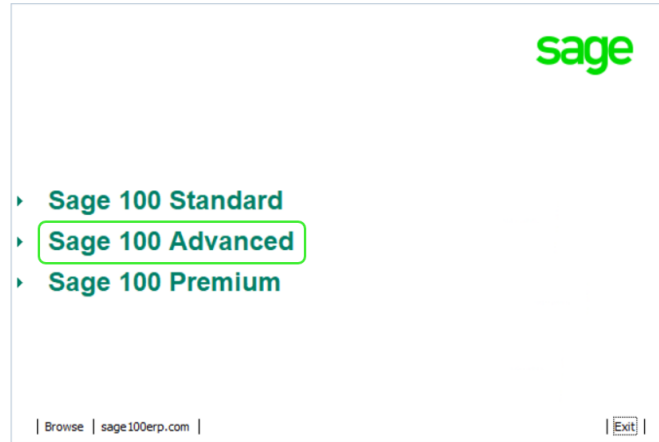 sage
Sage 100 Standard
Sage 100 Advanced
Sage 100 Premium
| Browse | sage100erp.com | | Exit |